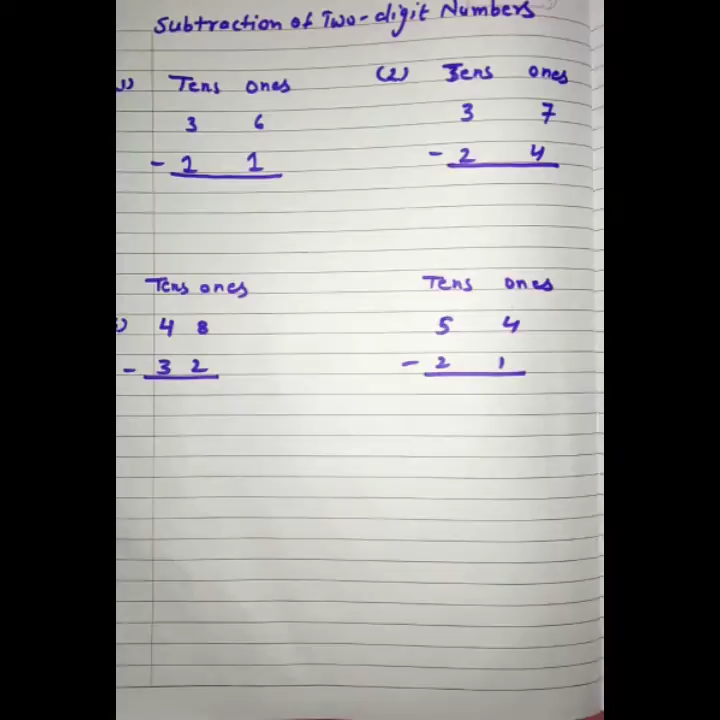 Subtraction of Two-digit Numbers
1) Tens ones
3 6
- 2 1
(2) Tens ones
3 7
- 2 4
Tens ones
) 4 8
- 3 2
Tens ones
5 4
- 2 1